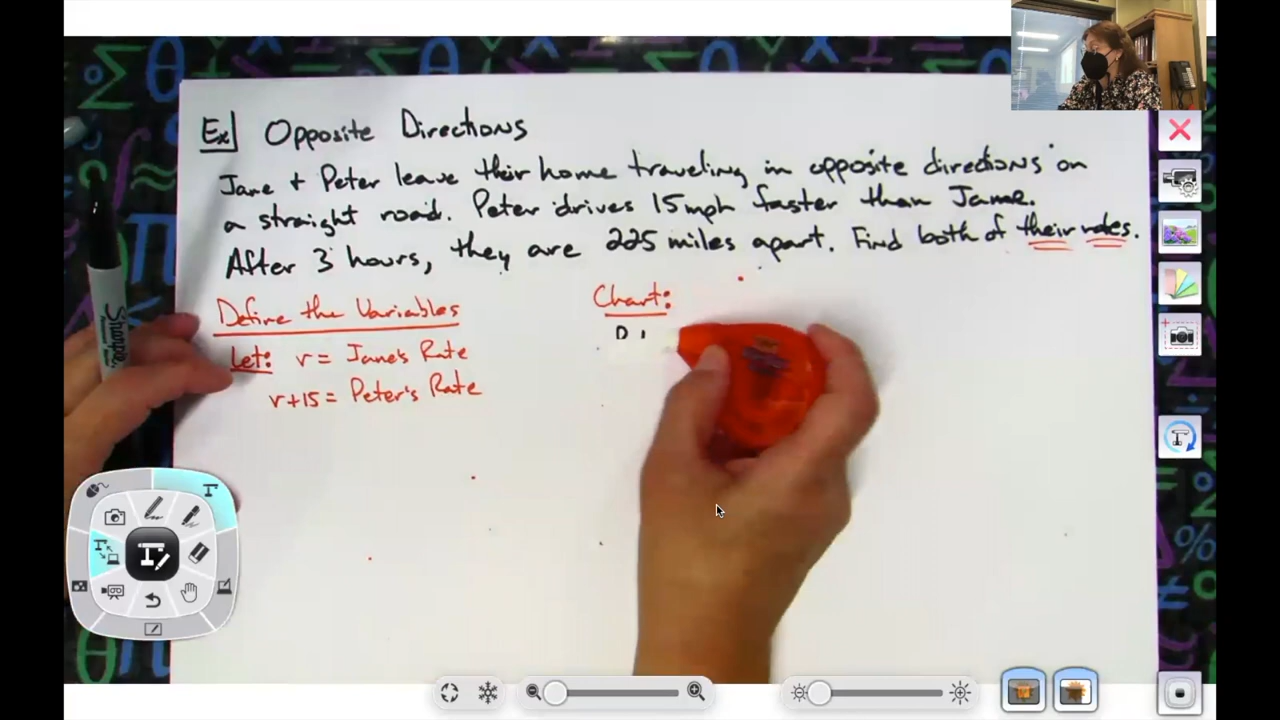 Ex Opposite Directions
Jane + Peter leave their home traveling in opposite directions on
a straight road. Peter drives 15mph faster than Jane.
After 3 hours, they are 225 miles apart. Find both of their rates.
Define the Variables
Let: r = Jane's Rate
r+15 = Peter's Rate
Chart:
Sharpie